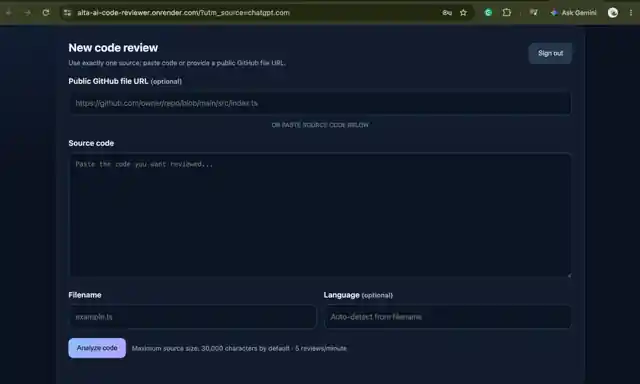 alta-ai-code-reviewer.onrender.com/?utm_source=chatgpt.com
Ask Gemini
New code review
Sign out
Use exactly one source: paste code or provide a public GitHub file URL.
Public GitHub file URL (optional)
https://github.com/owner/repo/blob/main/src/index.ts
OR PASTE SOURCE CODE BELOW
Source code
Paste the code you want reviewed...
Filename
Language (optional)
example.ts
Auto-detect from filename
Analyze code
Maximum source size: 30,000 characters by default · 5 reviews/minute.